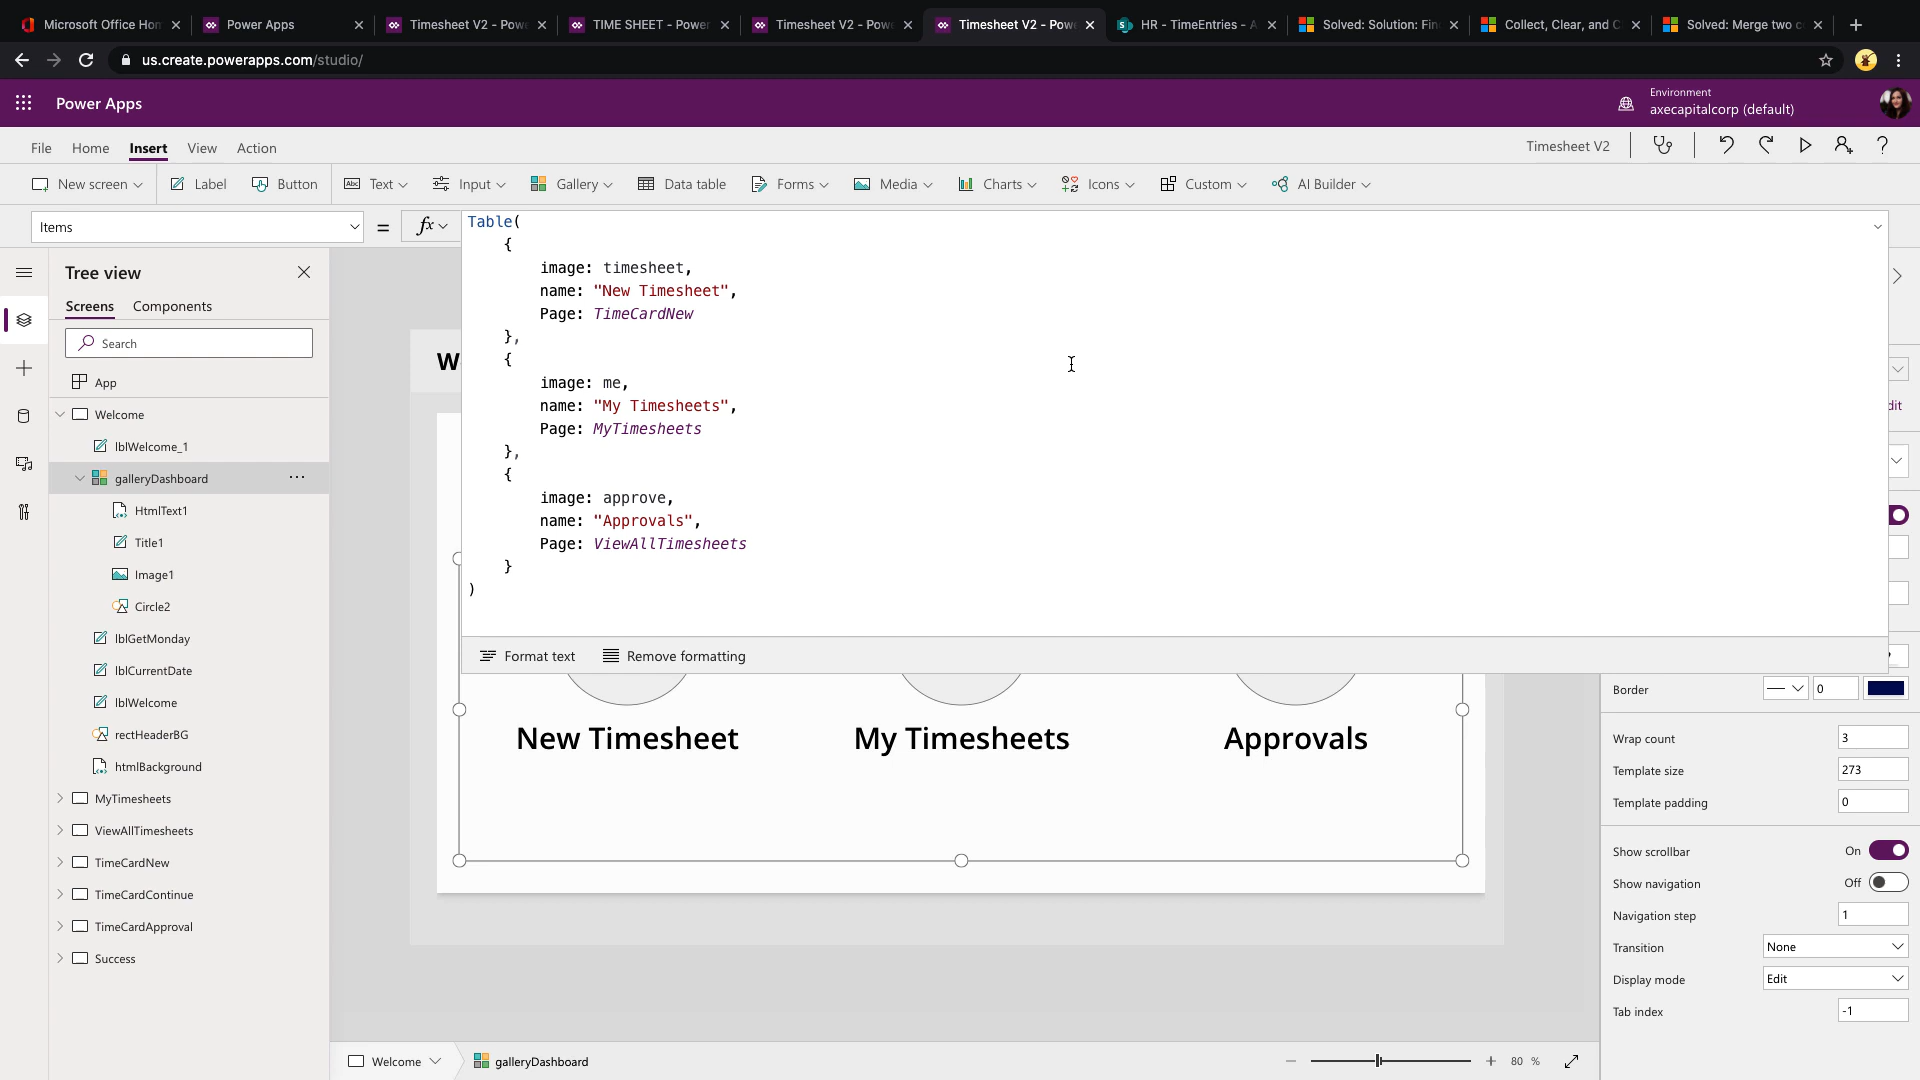 Microsoft Office Hom
Power Apps
Timesheet V2 - Pow
TIME SHEET - Power
Timesheet V2 - Pow
Timesheet V2 - Pow
HR - TimeEntries - A
Solved: Solution: Fin
Collect, Clear, and C
Solved: Merge two c
us.create.powerapps.com/studio/
Power Apps
Environment
axecapitalcorp (default)
File Home Insert View Action
Timesheet V2
New screen
Label
Button
Abc
Text
Input
Gallery
Data table
Forms
Media
Charts
Icons
Custom
AI Builder
Items
=
fx
Table(
{
image: timesheet,
name: "New Timesheet",
Page: TimeCardNew
},
{
image: me,
name: "My Timesheets",
Page: MyTimesheets
},
{
image: approve,
name: "Approvals",
Page: ViewAllTimesheets
}
)
Format text
Remove formatting
Tree view
Screens Components
Search
App
Welcome
lblWelcome_1
galleryDashboard
...
HtmlText1
Title1
Image1
Circle2
lblGetMonday
lblCurrentDate
lblWelcome
rectHeaderBG
htmlBackground
MyTimesheets
ViewAllTimesheets
TimeCardNew
TimeCardContinue
TimeCardApproval
Success
W
New Timesheet
My Timesheets
Approvals
dit
Border
0
Wrap count
3
Template size
273
Template padding
0
Show scrollbar
On
Show navigation
Off
Navigation step
1
Transition
None
Display mode
Edit
Tab index
-1
Welcome
galleryDashboard
80 %